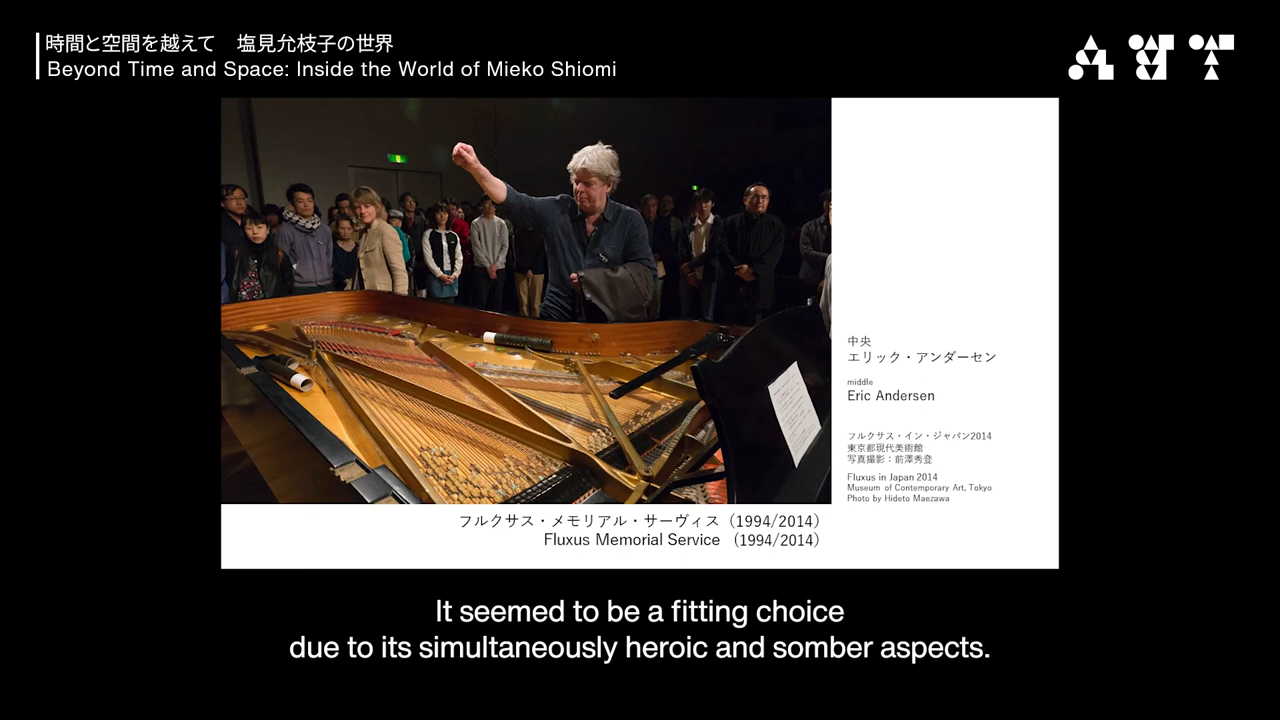 時間と空間を越えて　塩見允枝子の世界
Beyond Time and Space: Inside the World of Mieko Shiomi
ART
中央
エリック・アンダーセン
middle
Eric Andersen
フルクサス・イン・ジャパン2014
東京都現代美術館
写真撮影：前澤秀登
Fluxus in Japan 2014
Museum of Contemporary Art, Tokyo
Photo by Hideto Maezawa
フルクサス・メモリアル・サーヴィス（1994/2014）
Fluxus Memorial Service （1994/2014）
It seemed to be a fitting choice
due to its simultaneously heroic and somber aspects.